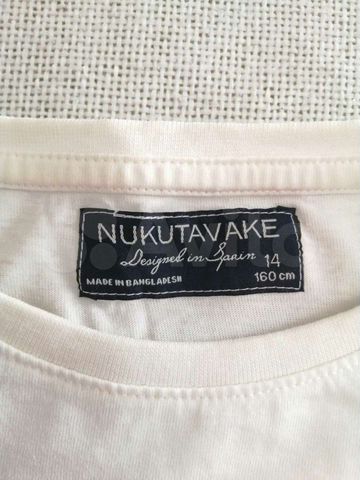 NUKUTAVAKE
Designed in Spain 14
MADE IN BANGLADESH 160 cm